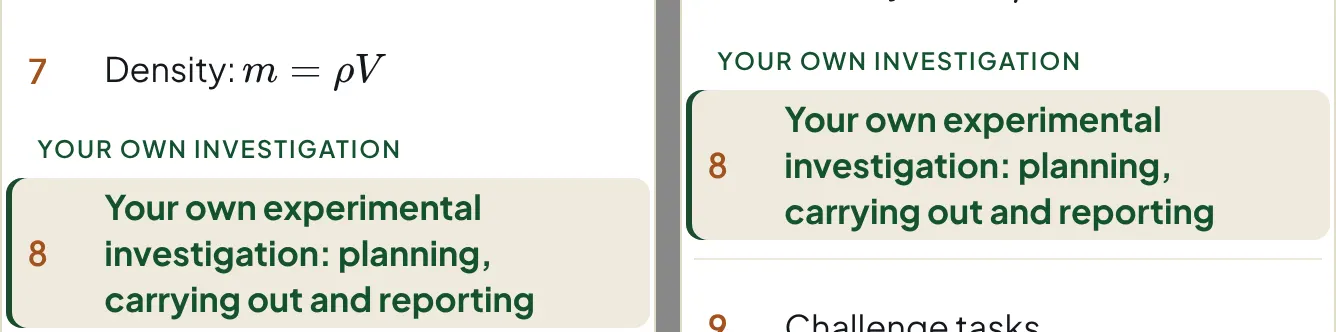 7 Density: m = ρV
YOUR OWN INVESTIGATION
8 Your own experimental
investigation: planning,
carrying out and reporting
YOUR OWN INVESTIGATION
8 Your own experimental
investigation: planning,
carrying out and reporting
9 Challenge tasks